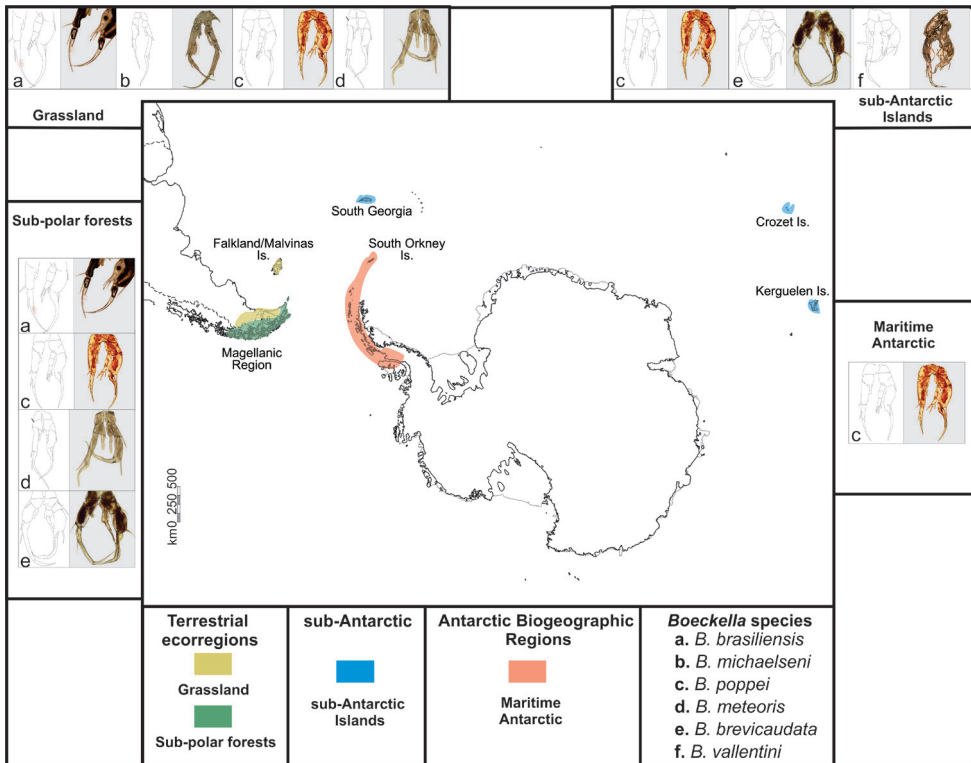 a
b
c
d
Grassland
c
e
f
sub-Antarctic
Islands
Sub-polar forests
a
c
d
e
South Georgia
Falkland/Malvinas
Is.
South Orkney
Is.
Magellanic
Region
Crozet Is.
Kerguelen Is.
km0 250 500
Maritime
Antarctic
c
Terrestrial
ecorregions
Grassland
Sub-polar forests
sub-Antarctic
sub-Antarctic
Islands
Antarctic Biogeographic
Regions
Maritime
Antarctic
Boeckella species
a. B. brasiliensis
b. B. michaelseni
c. B. poppei
d. B. meteoris
e. B. brevicaudata
f. B. vallentini